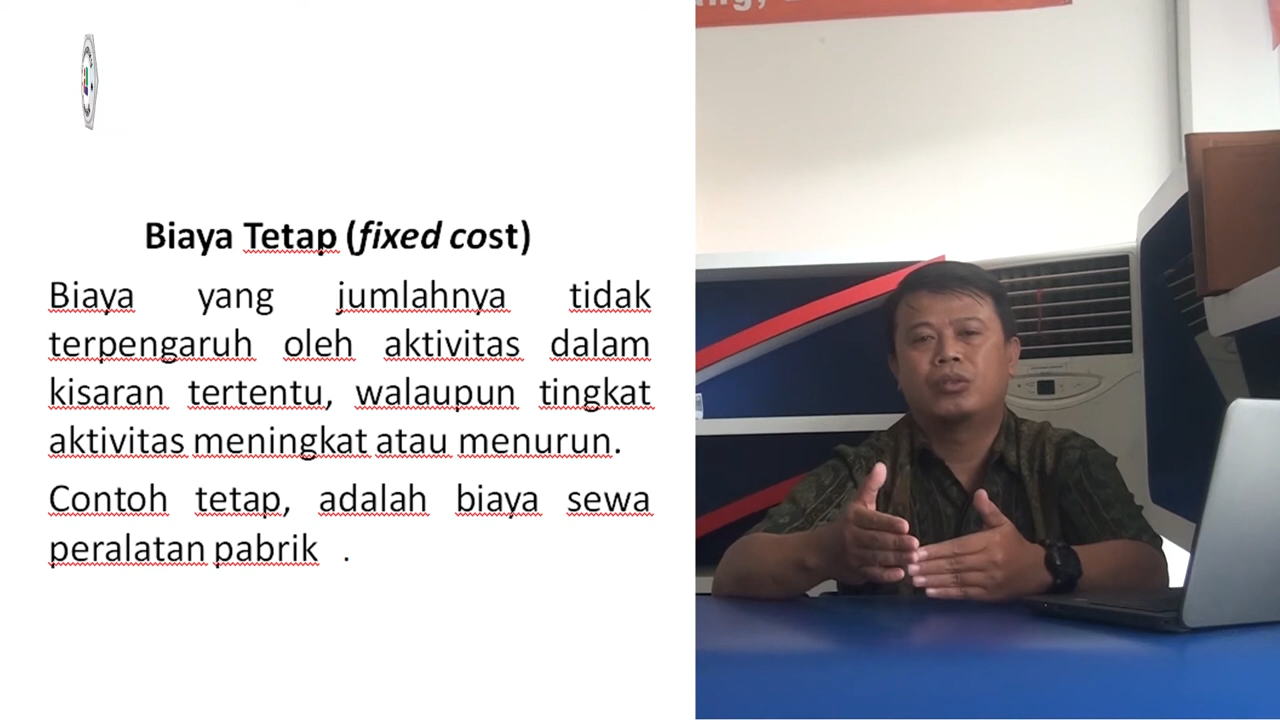 Biaya Tetap (fixed cost)
Biaya yang jumlahnya tidak
terpengaruh oleh aktivitas dalam
kisaran tertentu, walaupun tingkat
aktivitas meningkat atau menurun.
Contoh tetap, adalah biaya sewa
peralatan pabrik .